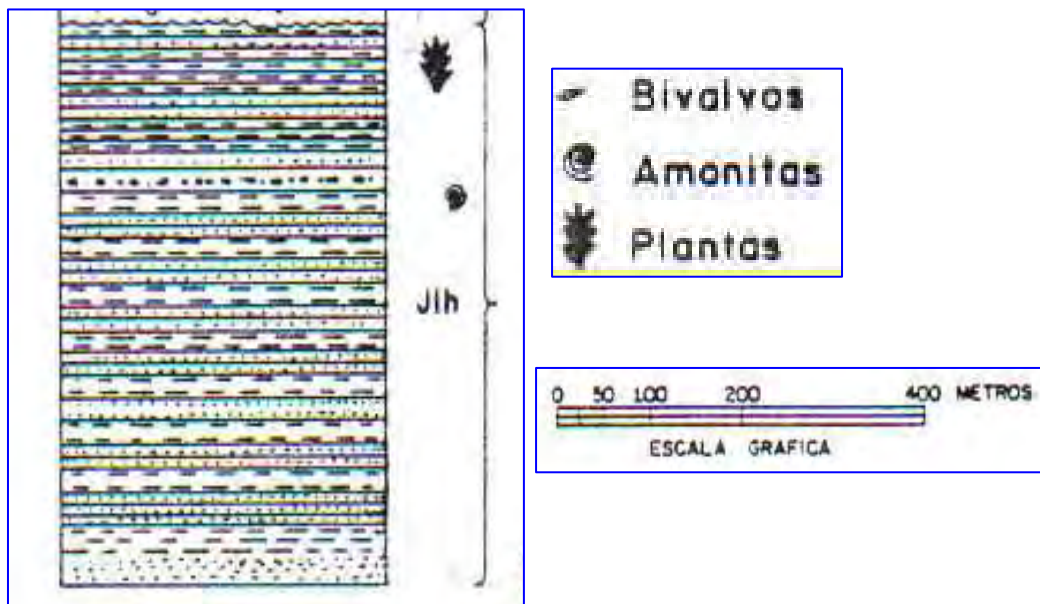 Jlh
Bivalvos
Amonitas
Plantas
0 50 100 200 400 METROS
ESCALA GRAFICA